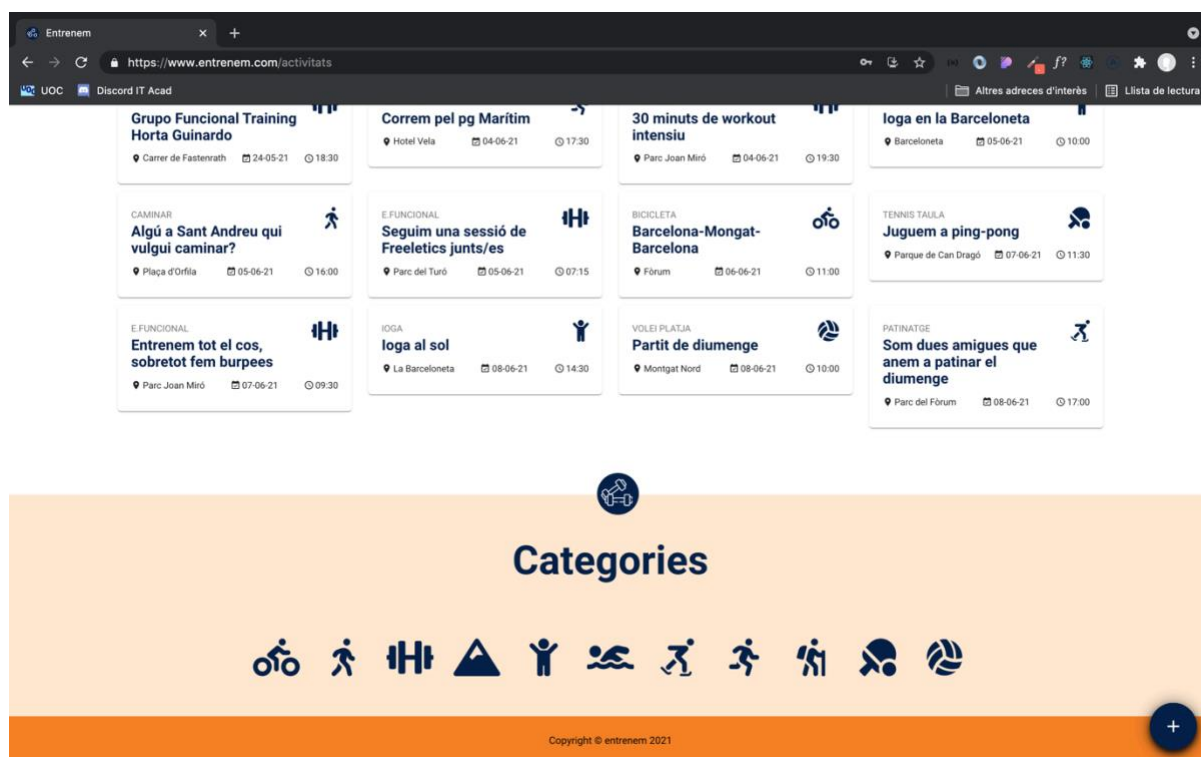 Entrenem
https://www.entrenem.com/activitats
f?
UOC
Discord IT Acad
Altres adreces d'interès
Llista de lectura
Grupo Funcional Training
Horta Guinardo
Carrer de Fastenrath 24-05-21 18:30
Correm pel pg Marítim
Hotel Vela 04-06-21 17:30
30 minuts de workout
intensiu
Parc Joan Miró 04-06-21 19:30
Ioga en la Barceloneta
Barceloneta 05-06-21 10:00
CAMINAR
Algú a Sant Andreu qui
vulgui caminar?
Plaça d'Orfila 05-06-21 16:00
E.FUNCIONAL
Seguim una sessió de
Freeletics junts/es
Parc del Turó 05-06-21 07:15
BICICLETA
Barcelona-Mongat-
Barcelona
Fòrum 06-06-21 11:00
TENNIS TAULA
Juguem a ping-pong
Parque de Can Dragó 07-06-21 11:30
E.FUNCIONAL
Entrenem tot el cos,
sobretot fem burpees
Parc Joan Miró 07-06-21 09:30
IOGA
Ioga al sol
La Barceloneta 08-06-21 14:30
VOLEI PLATJA
Partit de diumenge
Montgat Nord 08-06-21 10:00
PATINATGE
Som dues amigues que
anem a patinar el
diumenge
Parc del Fòrum 08-06-21 17:00
Categories
Copyright © entrenem 2021